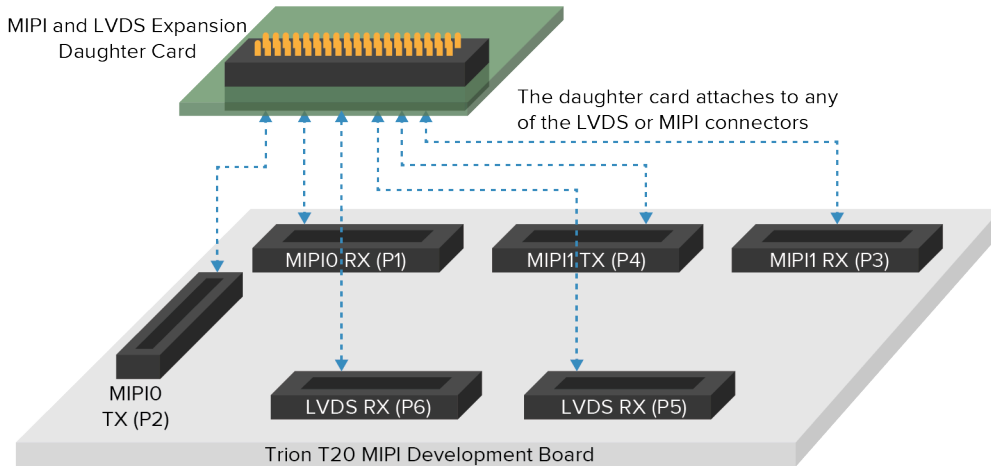 MIPI and LVDS Expansion
Daughter Card
The daughter card attaches to any
of the LVDS or MIPI connectors
MIPI0 RX (P1)
MIPI1 TX (P4)
MIPI1 RX (P3)
MIPI0
TX (P2)
LVDS RX (P6)
LVDS RX (P5)
Trion T20 MIPI Development Board